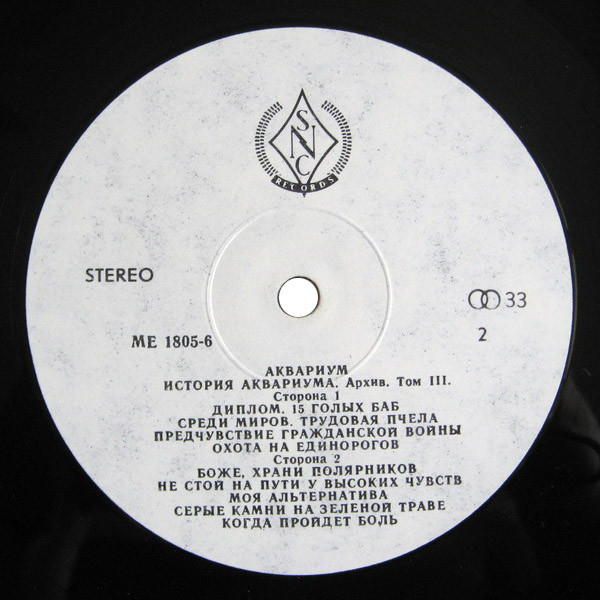 SNC
RECORDS
STEREO
33
ME 1805-6
2
АКВАРИУМ
ИСТОРИЯ АКВАРИУМА. Архив. Том III.
Сторона 1
ДИПЛОМ. 15 ГОЛЫХ БАБ
СРЕДИ МИРОВ. ТРУДОВАЯ ПЧЕЛА
ПРЕДЧУВСТВИЕ ГРАЖДАНСКОЙ ВОЙНЫ
ОХОТА НА ЕДИНОРОГОВ
Сторона 2
БОЖЕ, ХРАНИ ПОЛЯРНИКОВ
НЕ СТОЙ НА ПУТИ У ВЫСОКИХ ЧУВСТВ
МОЯ АЛЬТЕРНАТИВА
СЕРЫЕ КАМНИ НА ЗЕЛЕНОЙ ТРАВЕ
КОГДА ПРОЙДЕТ БОЛЬ